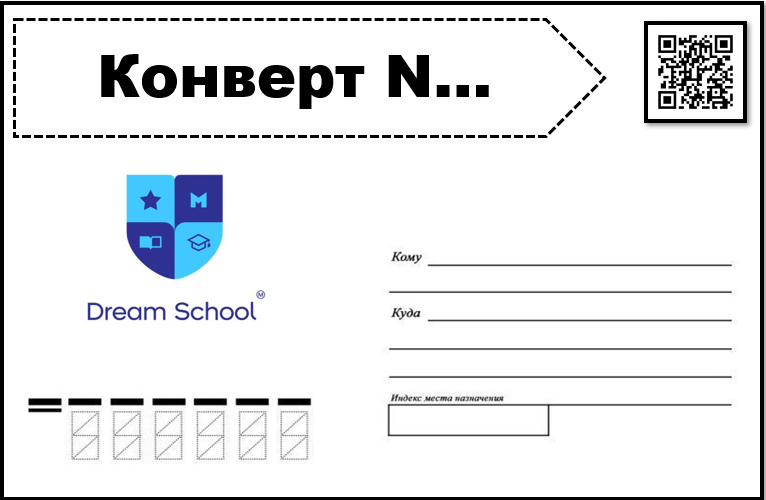 Конверт N...
Dream School
M
Кому
Куда
Индекс места назначения